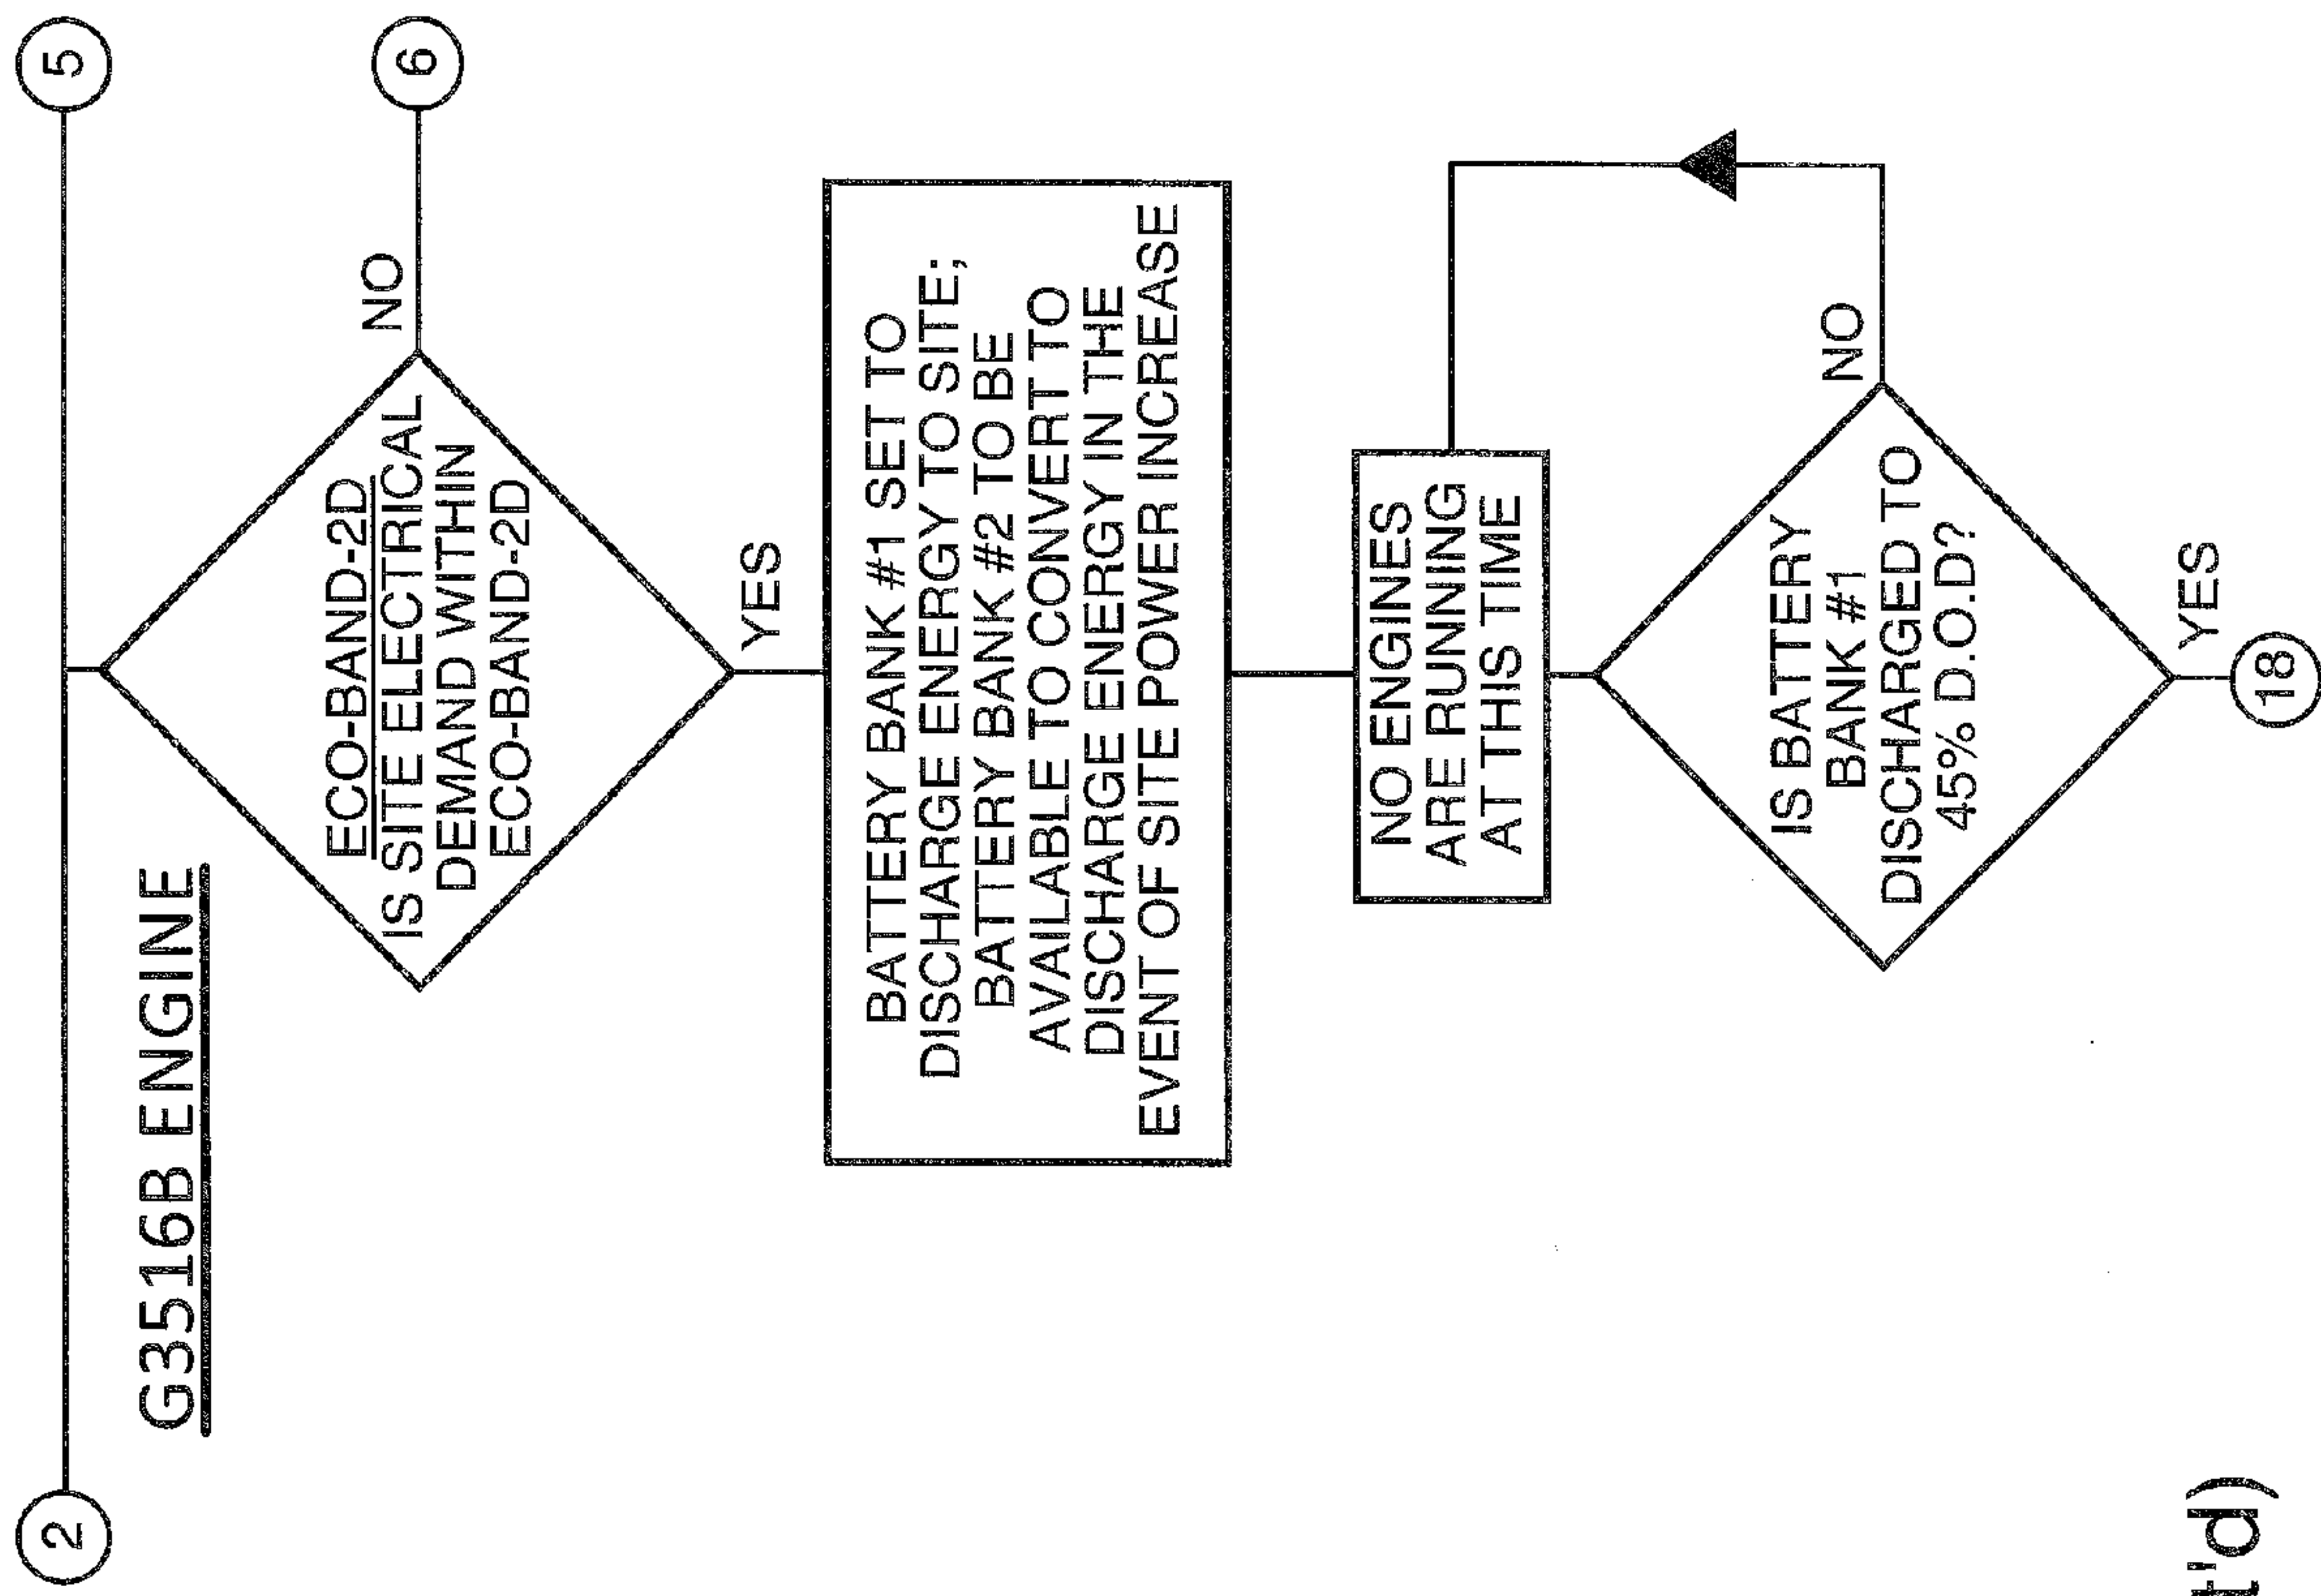 2
5
G3516B ENGINE
ECO-BAND-2D
IS SITE ELECTRICAL
DEMAND WITHIN
ECO-BAND-2D
NO
6
YES
BATTERY BANK #1 SET TO
DISCHARGE ENERGY TO SITE;
BATTERY BANK #2 TO BE
AVAILABLE TO CONVERT TO
DISCHARGE ENERGY IN THE
EVENT OF SITE POWER INCREASE
NO ENGINES
ARE RUNNING
AT THIS TIME
IS BATTERY
BANK #1
DISCHARGED TO
45% D.O.D?
NO
YES
18
t'd)